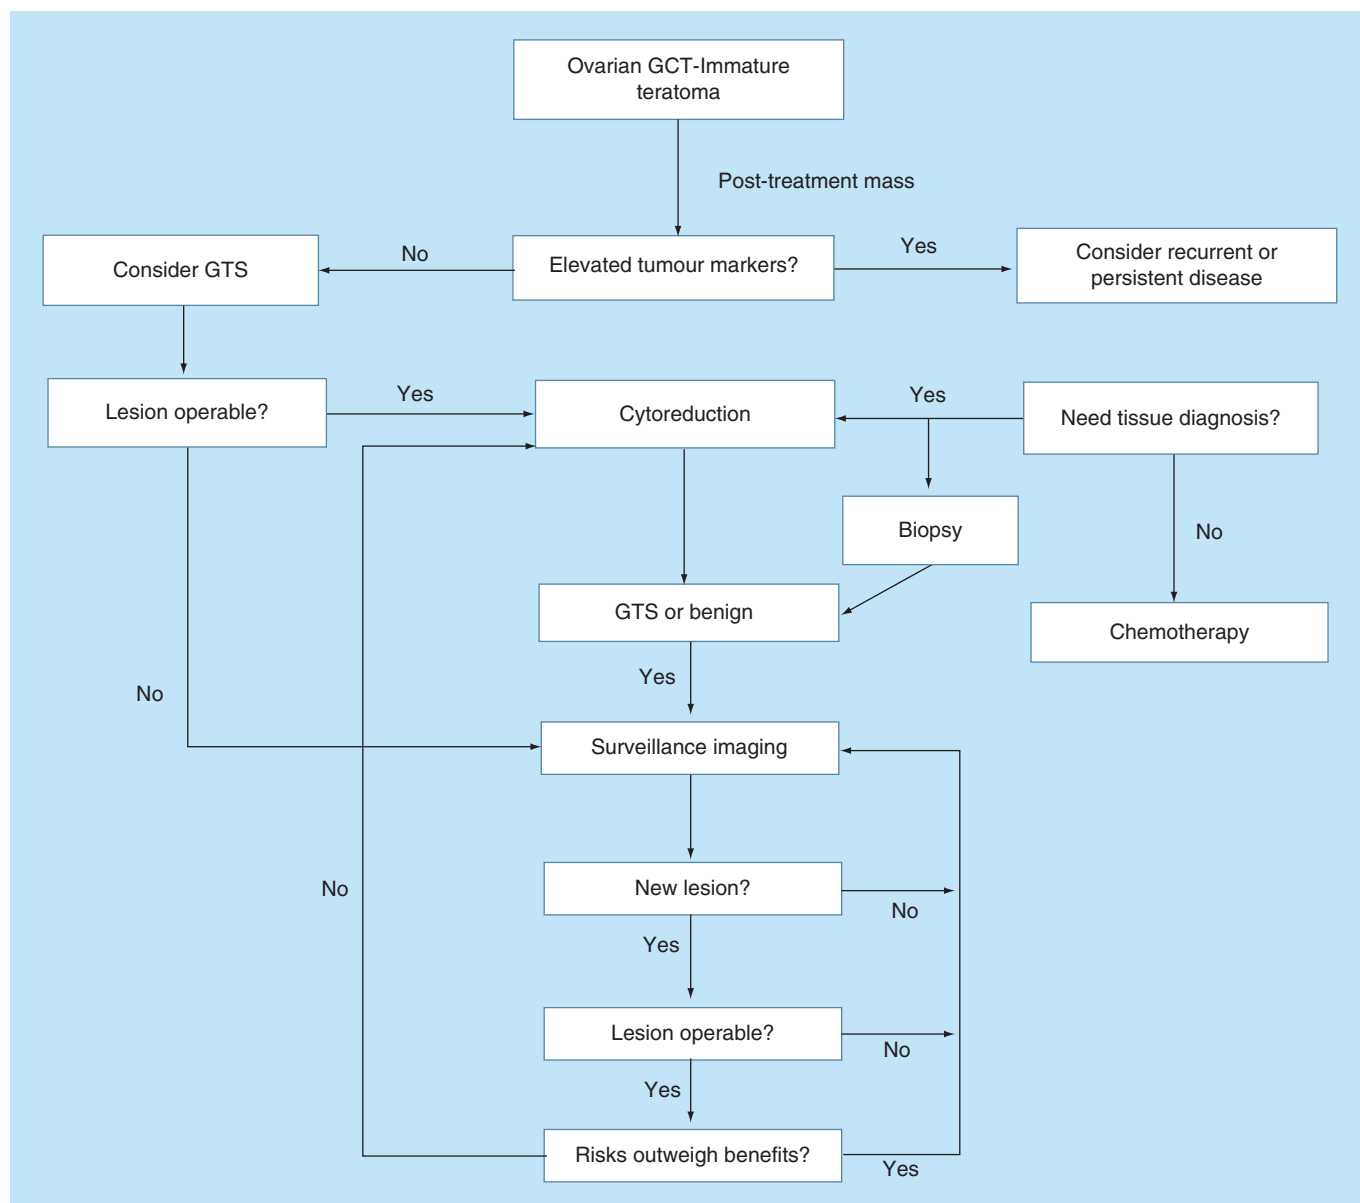 Ovarian GCT-Immature
teratoma
Post-treatment mass
No
Yes
Consider GTS
Elevated tumour markers?
Consider recurrent or
persistent disease
Lesion operable?
Yes
Cytoreduction
Yes
Need tissue diagnosis?
Biopsy
No
GTS or benign
Chemotherapy
Yes
No
Surveillance imaging
New lesion?
No
No
Yes
Lesion operable?
No
Yes
Risks outweigh benefits?
Yes